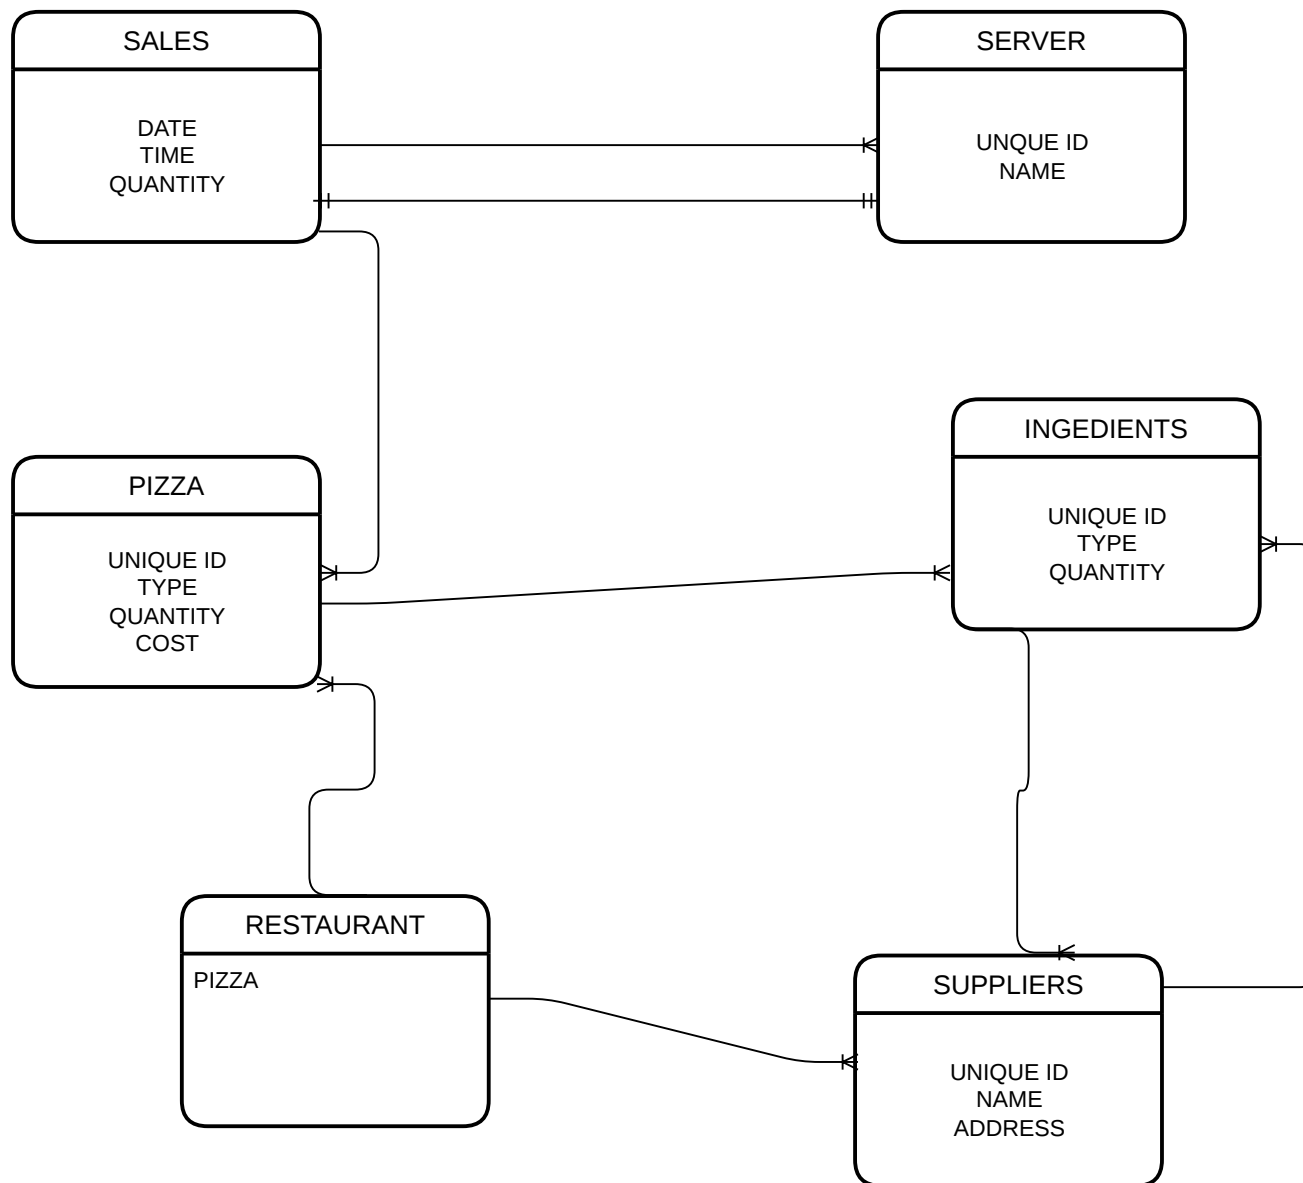 SALES
DATE
TIME
QUANTITY
SERVER
UNQUE ID
NAME
PIZZA
UNIQUE ID
TYPE
QUANTITY
COST
INGEDIENTS
UNIQUE ID
TYPE
QUANTITY
RESTAURANT
PIZZA
SUPPLIERS
UNIQUE ID
NAME
ADDRESS